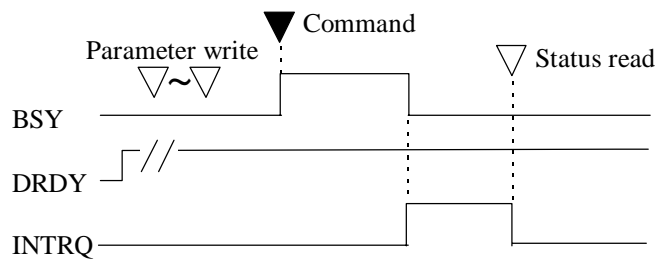 Command
Parameter write
Status read
~
BSY
DRDY
INTRQ